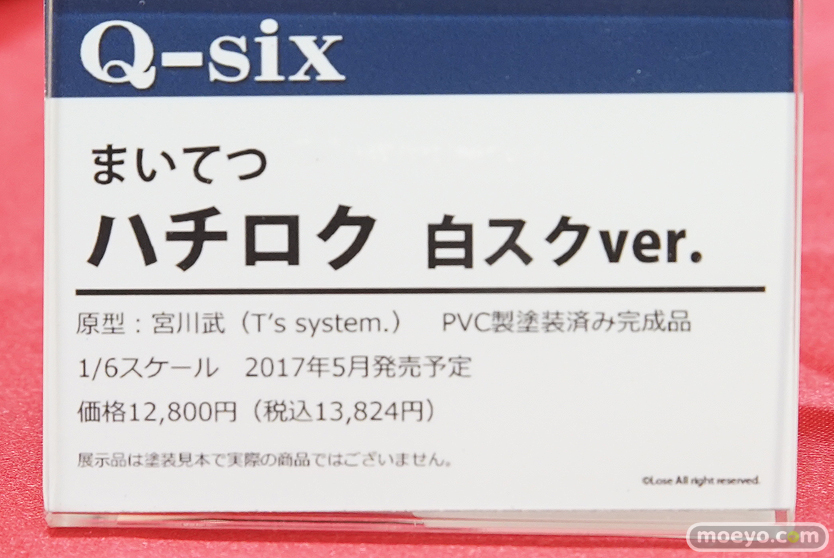 Q-six
まいてつ
ハチロク 白スクver.
原型：宮川武（T's system.） PVC製塗装済み完成品
1/6スケール 2017年5月発売予定
価格12,800円（税込13,824円）
展示品は塗装見本で実際の商品ではございません。
©Lose All right reserved.
moeyo.com